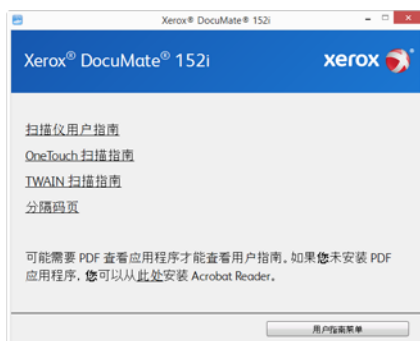 Xerox® DocuMate® 152i
Xerox® DocuMate® 152i
xerox
扫描仪用户指南
OneTouch 扫描指南
TWAIN 扫描指南
分隔码页
可能需要 PDF 查看应用程序才能查看用户指南。如果您未安装 PDF
应用程序，您可以从此处安装 Acrobat Reader。
用户指南菜单